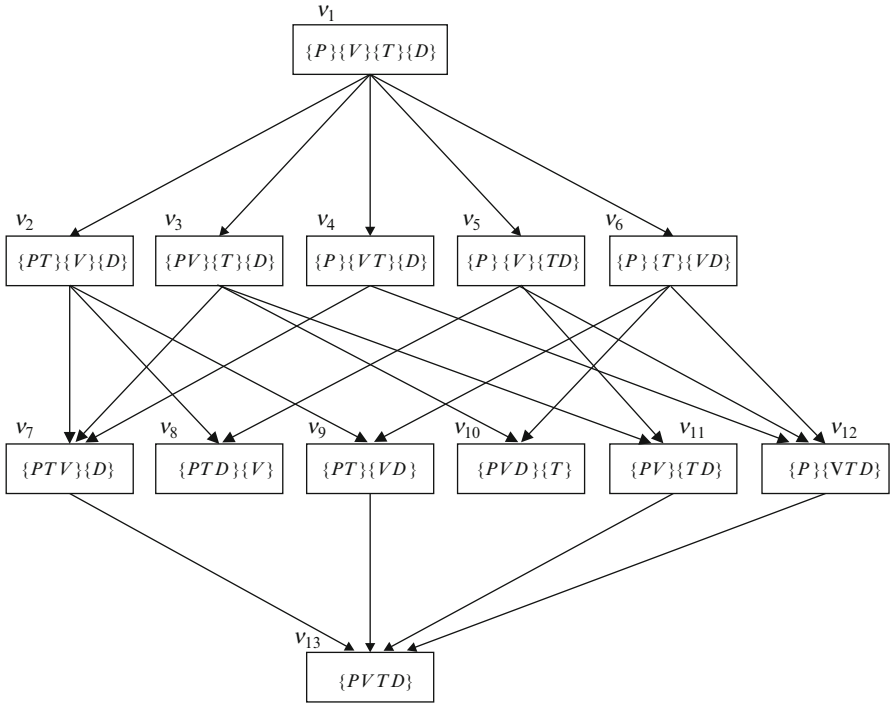 v1
{P}{V}{T}{D}
v2 v3 v4 v5 v6
{PT}{V}{D} {PV}{T}{D} {P}{VT}{D} {P}{V}{TD} {P}{T}{VD}
v7 v8 v9 v10 v11 v12
{PTV}{D} {PTD}{V} {PT}{VD} {PVD}{T} {PV}{TD} {P}{VTD}
v13
{PVTD}